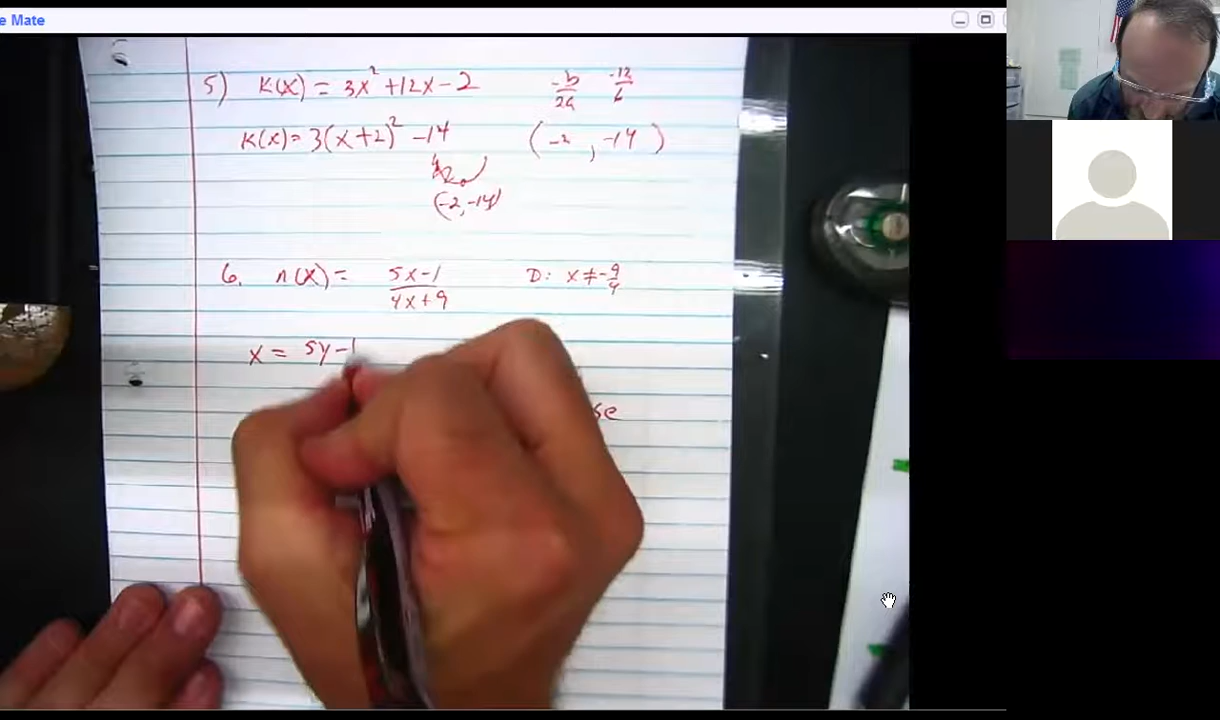 e Mate
5) K(x) = 3x² + 12x - 2 -b/2a -12/6
K(x) = 3(x+2)² - 14 (-2, -14)
(-2, -14)
6. n(x) = 5x-1/4x+9 D: x ≠ -9/4
x = 5y-1
se